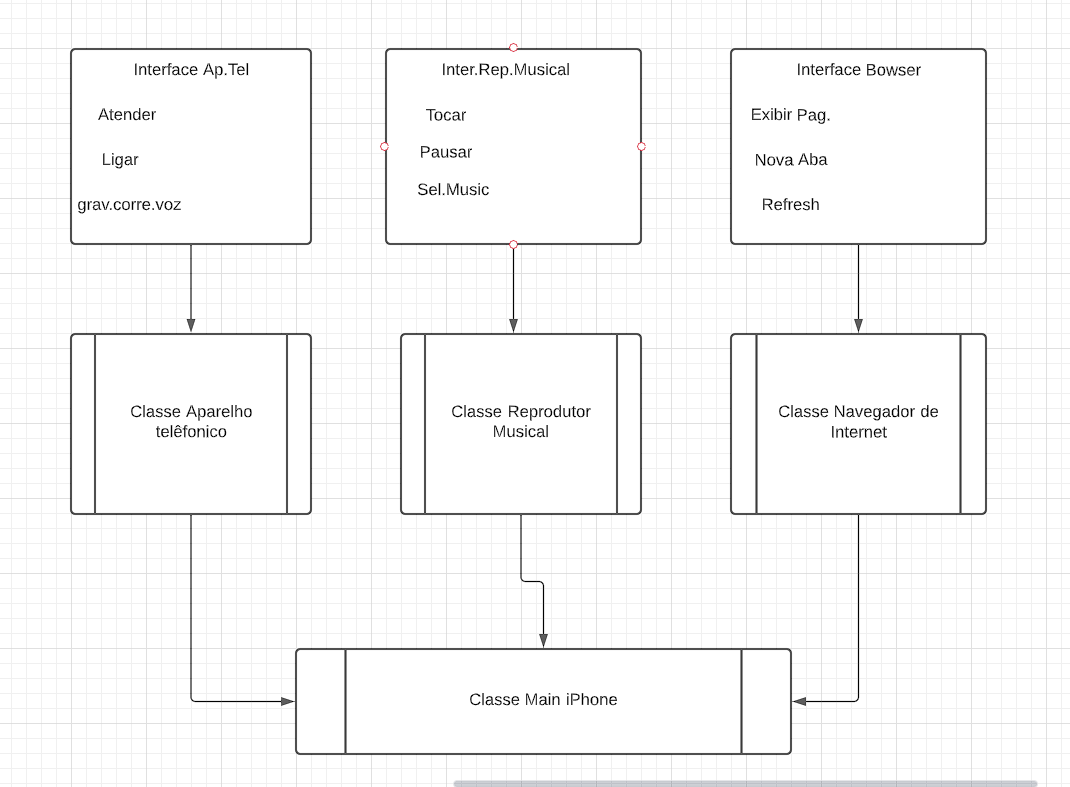 Interface Ap.Tel
Atender
Ligar
grav.corre.voz
Inter.Rep.Musical
Tocar
Pausar
Sel.Music
Interface Bowser
Exibir Pag.
Nova Aba
Refresh
Classe Aparelho
telêfonico
Classe Reprodutor
Musical
Classe Navegador de
Internet
Classe Main iPhone